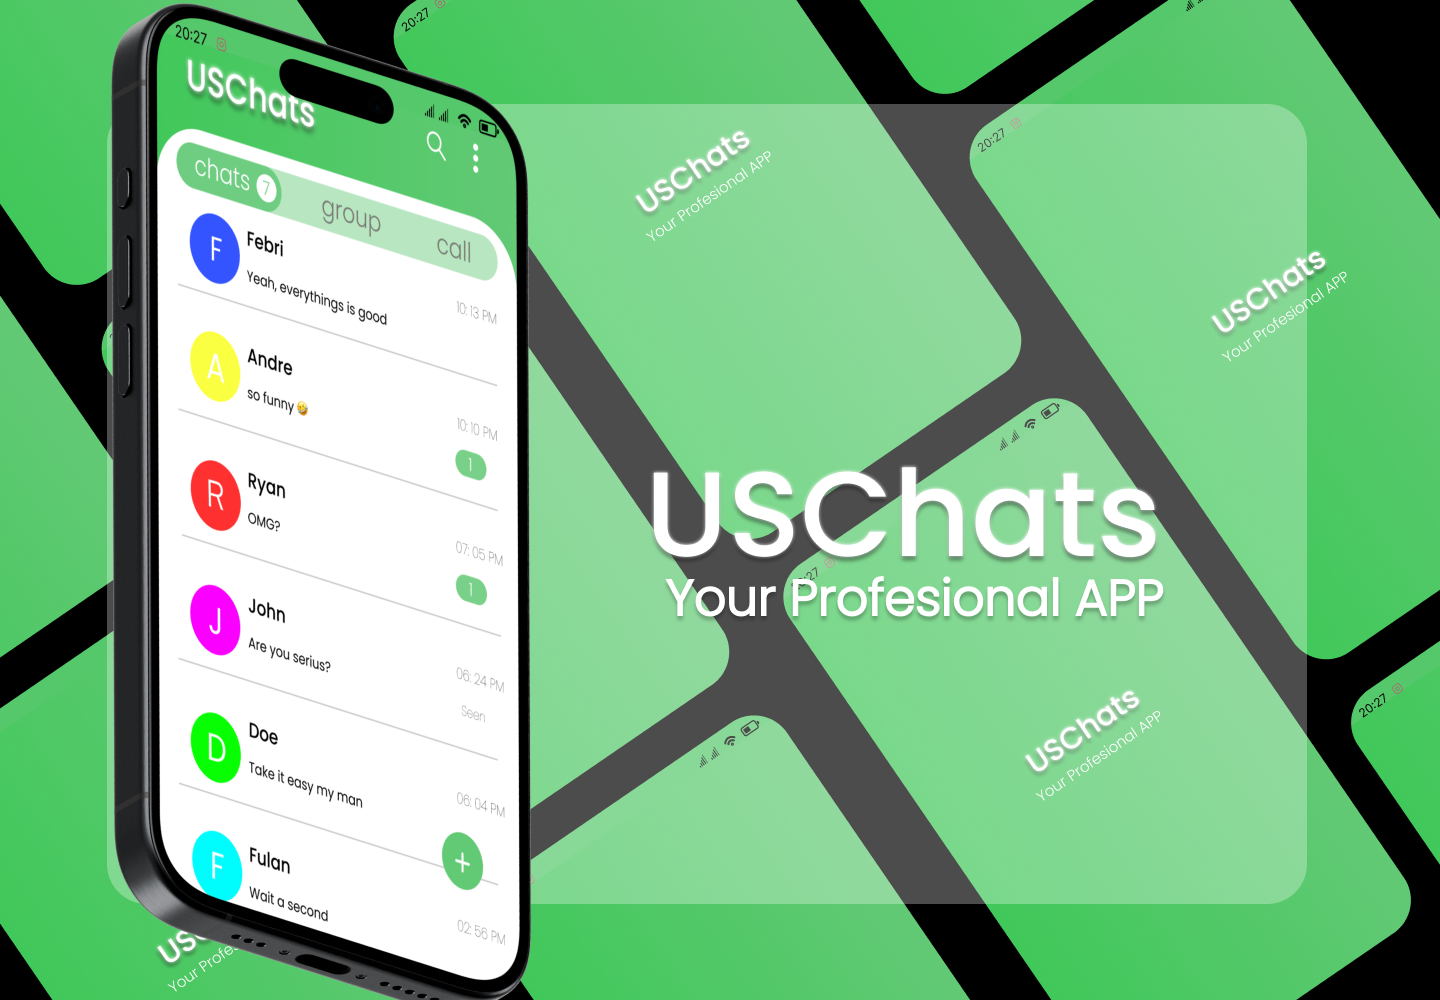 20:27
USChats
chats 7
group
call
Febri
Yeah, everythings is good
10: 13 PM
Andre
so funny 🤣
10: 10 PM
1
Ryan
OMG?
07: 05 PM
1
John
Are you serius?
06: 24 PM
Seen
Doe
Take it easy my man
06: 04 PM
+
Fulan
Wait a second
02: 56 PM
20:27
USChats
Your Profesional APP
20:27
USChats
Your Profesional APP
USChats
Your Profesional APP
USChats
Your Profesional APP
20:27